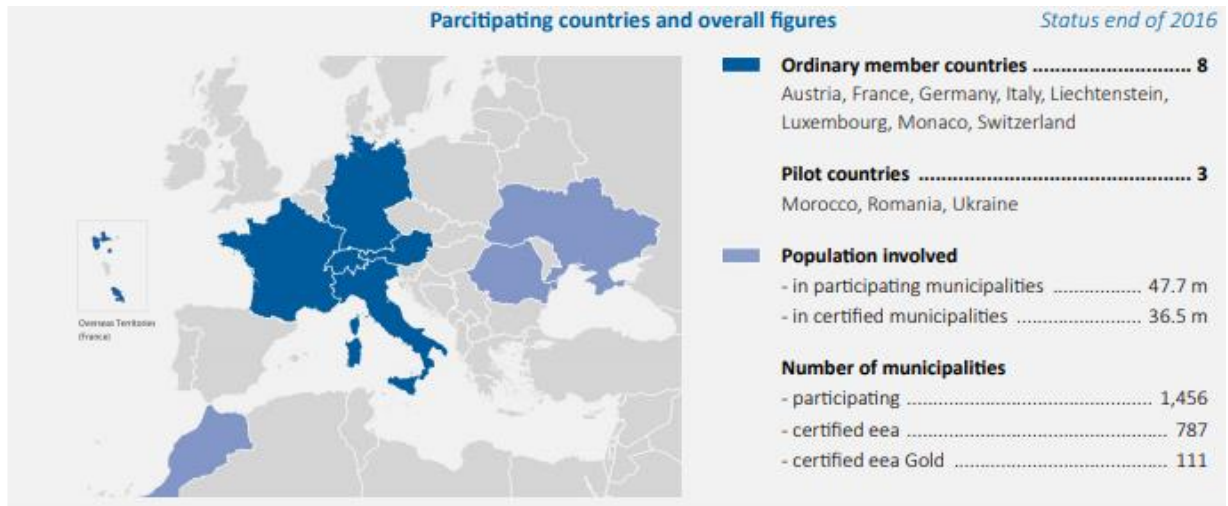 Parcitipating countries and overall figures
Status end of 2016
Ordinary member countries ............................ 8
Austria, France, Germany, Italy, Liechtenstein,
Luxembourg, Monaco, Switzerland
Pilot countries ................................................ 3
Morocco, Romania, Ukraine
Population involved
- in participating municipalities ................ 47.7 m
- in certified municipalities ...................... 36.5 m
Number of municipalities
- participating ............................................ 1,456
- certified eea ............................................... 787
- certified eea Gold ....................................... 111
Overseas Territories
(France)